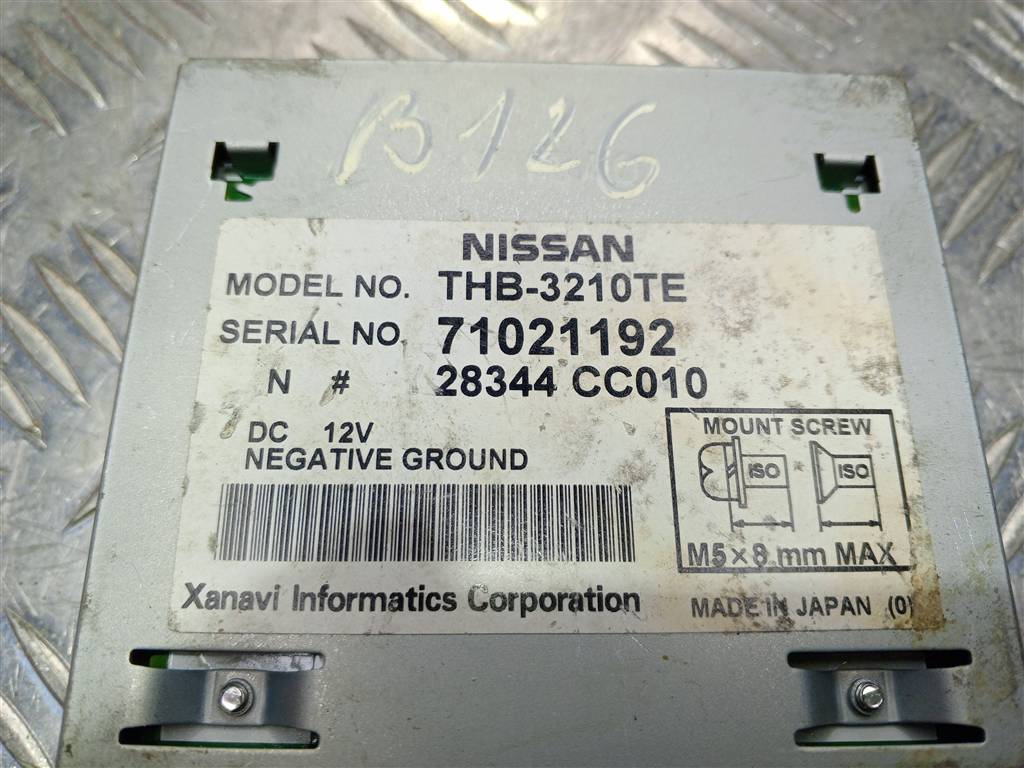 B126
NISSAN
MODEL NO. THB-3210TE
SERIAL NO. 71021192
N # 28344 CC010
DC 12V
NEGATIVE GROUND
MOUNT SCREW
ISO ISO
M5×8 mm MAX
Xanavi Informatics Corporation
MADE IN JAPAN (0)